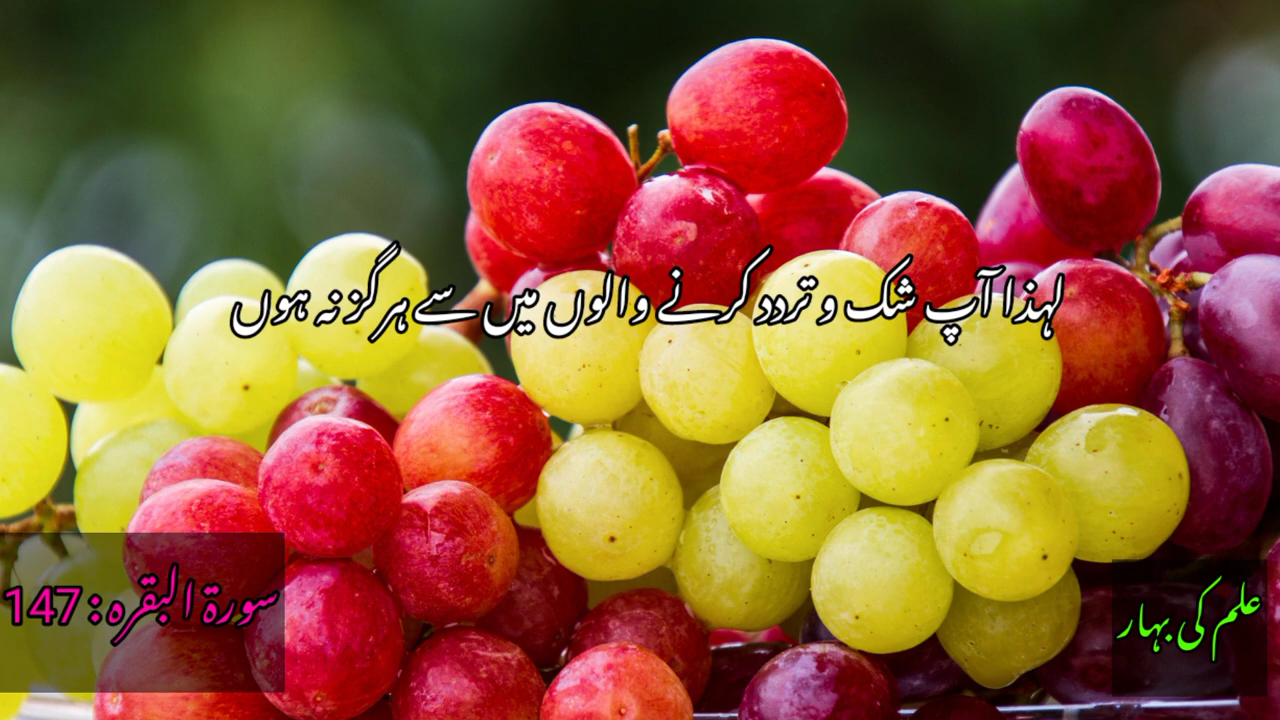 لہذا آپ شک و تردد کرنے والوں میں سے ہرگز نہ ہوں
سورۃ البقرہ : 147
علم کی بہار